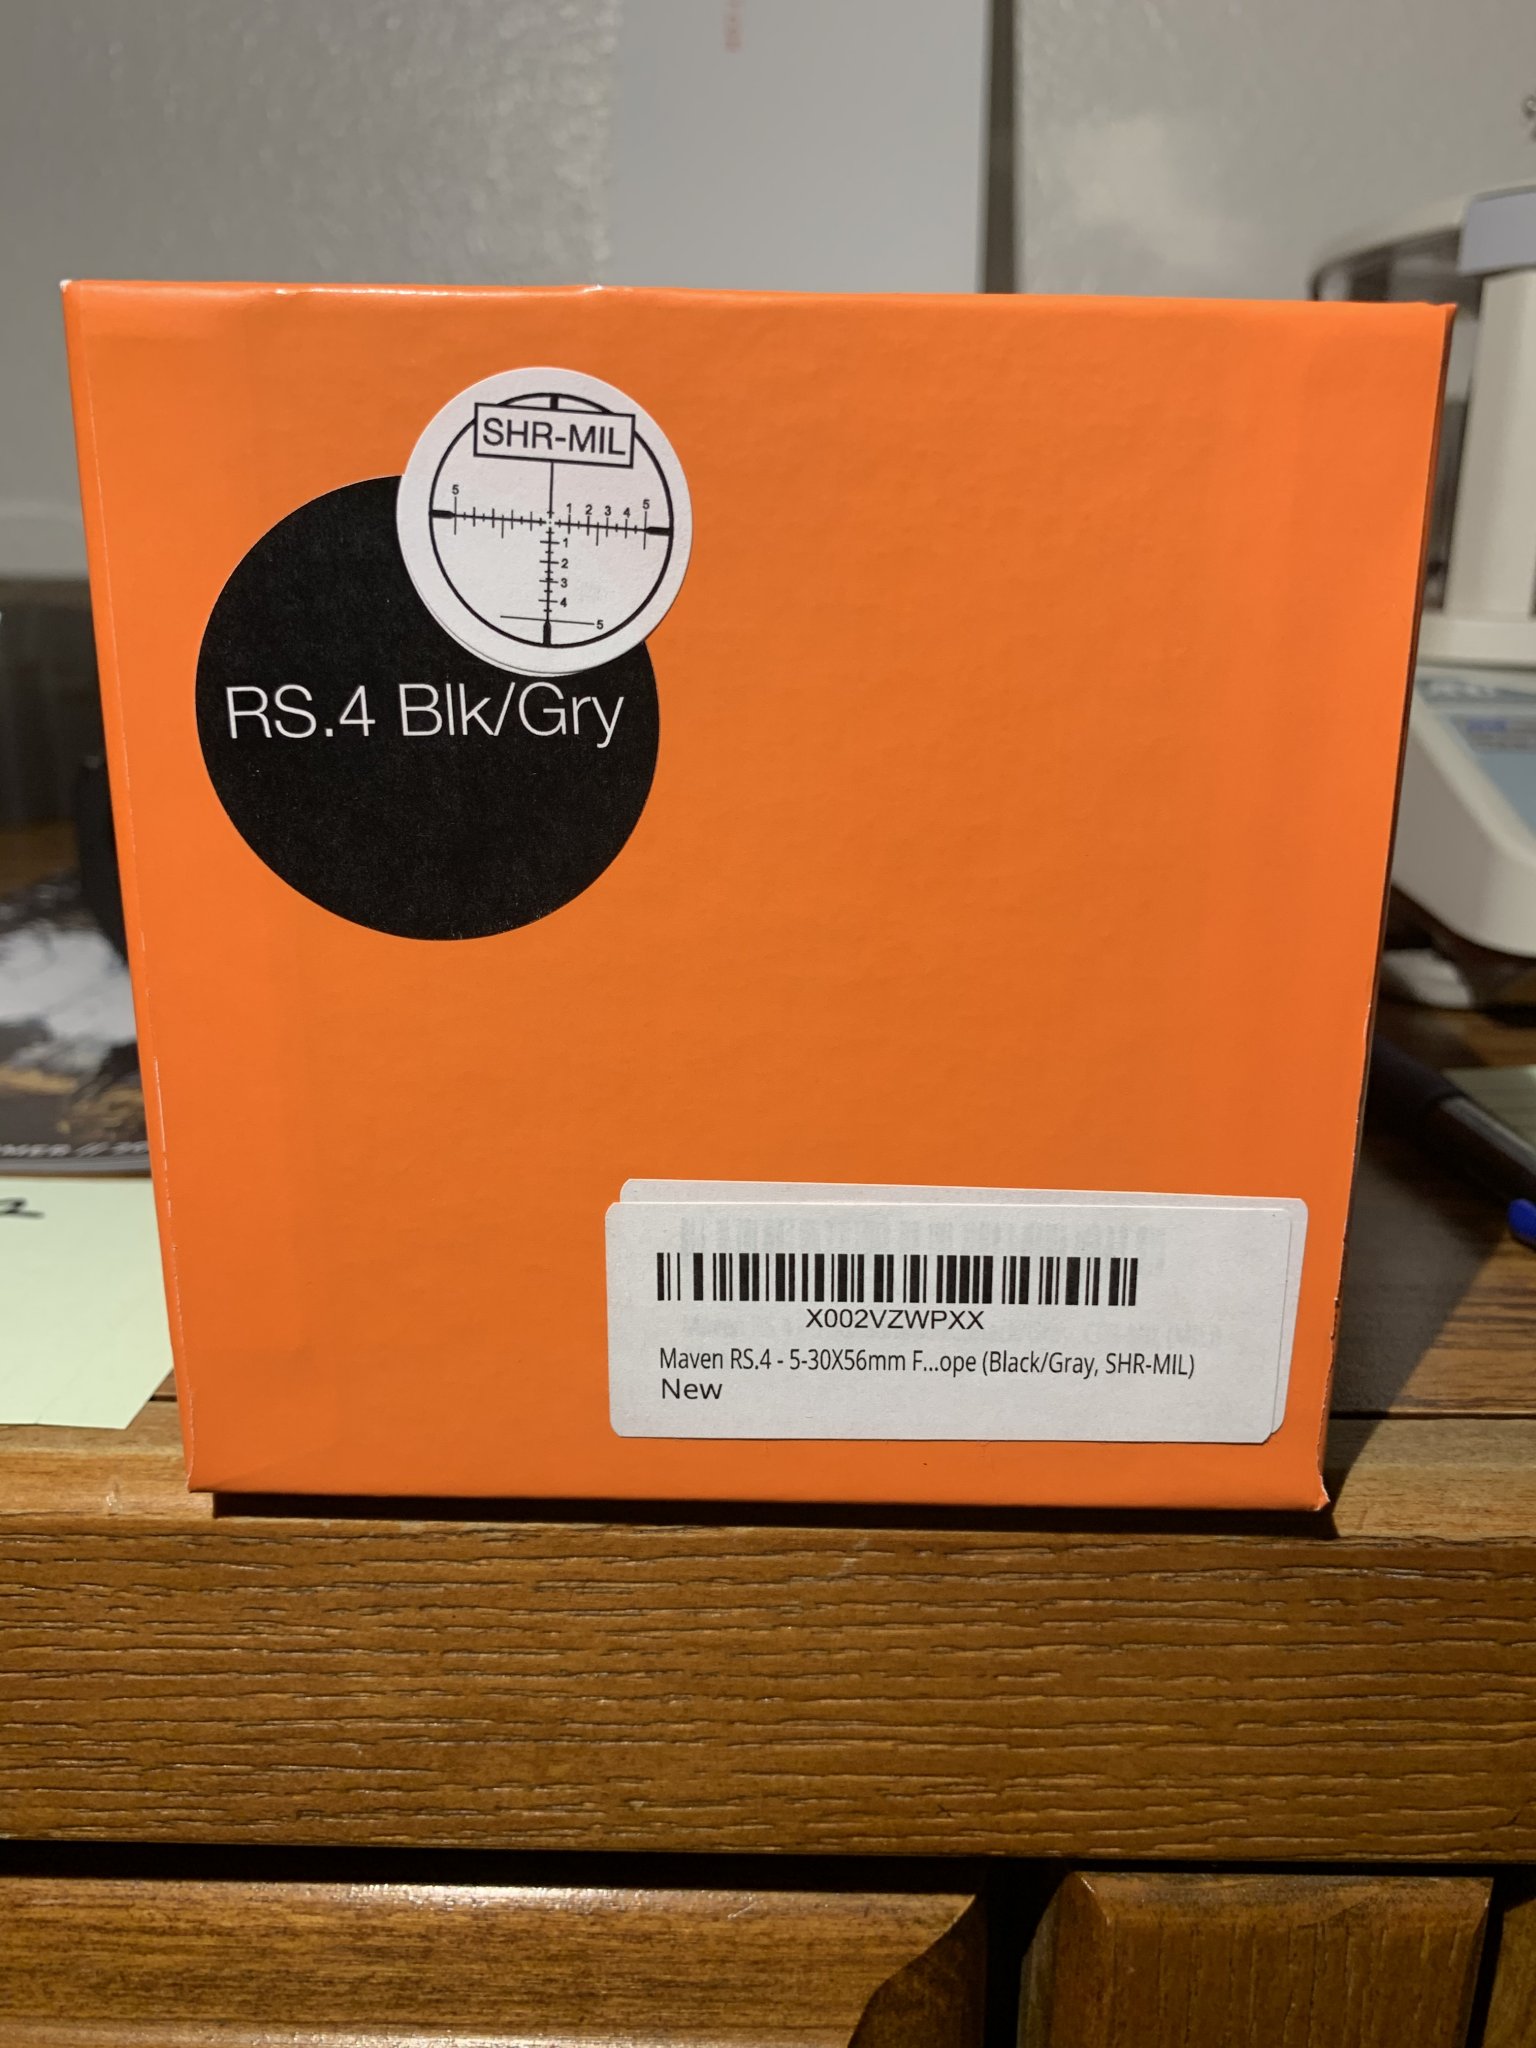 SHR-MIL
5 1 2 3 4 5
1
2
3
4
5
RS.4 Blk/Gry
X002VZWPXX
Maven RS.4 - 5-30X56mm F...ope (Black/Gray, SHR-MIL)
New